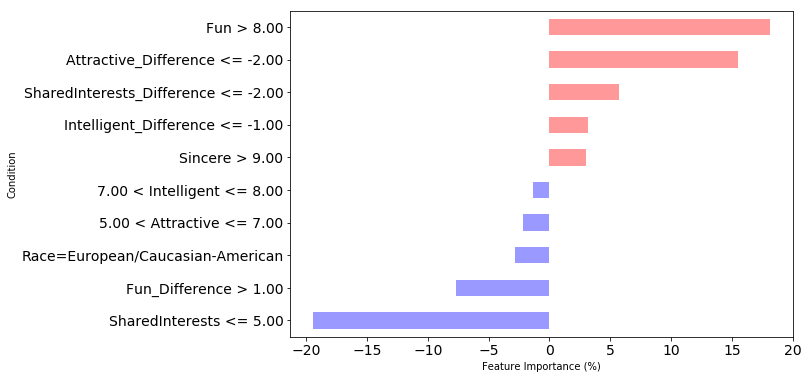 Condition
Fun > 8.00
Attractive_Difference <= -2.00
SharedInterests_Difference <= -2.00
Intelligent_Difference <= -1.00
Sincere > 9.00
7.00 < Intelligent <= 8.00
5.00 < Attractive <= 7.00
Race=European/Caucasian-American
Fun_Difference > 1.00
SharedInterests <= 5.00
−20 −15 −10 −5 0 5 10 15 20
Feature Importance (%)